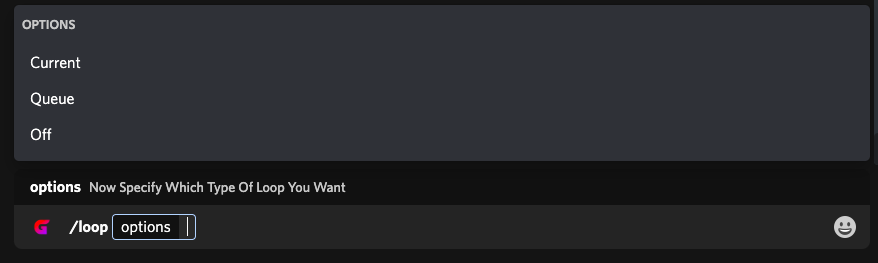 OPTIONS
Current
Queue
Off
options Now Specify Which Type Of Loop You Want
/loop options